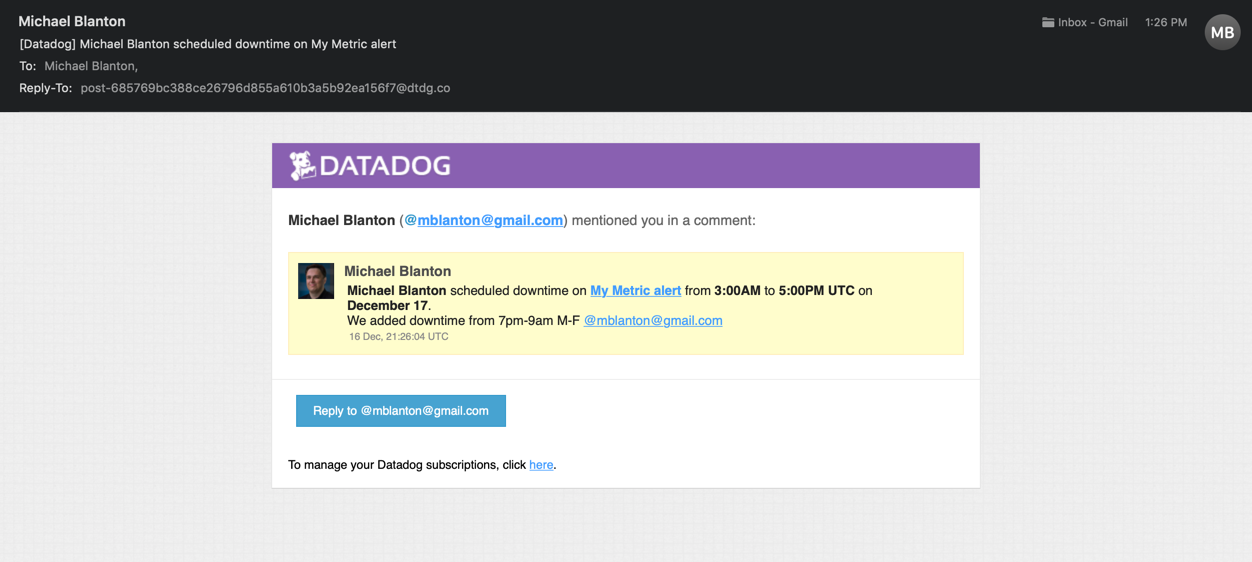 Michael Blanton
Inbox - Gmail 1:26 PM
MB
[Datadog] Michael Blanton scheduled downtime on My Metric alert
To: Michael Blanton,
Reply-To: post-685769bc388ce26796d855a610b3a5b92ea156f7@dtdg.co
DATADOG
Michael Blanton (@mblanton@gmail.com) mentioned you in a comment:
Michael Blanton
Michael Blanton scheduled downtime on My Metric alert from 3:00AM to 5:00PM UTC on
December 17.
We added downtime from 7pm-9am M-F @mblanton@gmail.com
16 Dec, 21:26:04 UTC
Reply to @mblanton@gmail.com
To manage your Datadog subscriptions, click here.